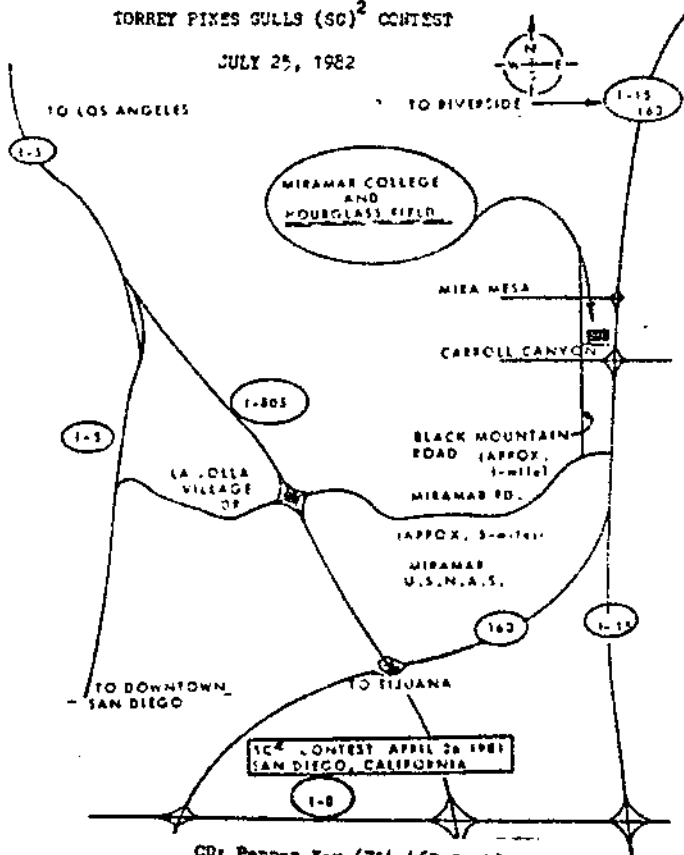 TORREY PINES GULLS (SC)² CONTEST
JULY 25, 1982
N
W E
TO LOS ANGELES
TO RIVERSIDE
I-15
163
I-5
MIRAMAR COLLEGE
AND
HOURGLASS FIELD
MIRA MESA
CARROLL CANYON
I-805
I-5
BLACK MOUNTAIN
ROAD (APPROX.
1-mile)
LA JOLLA
VILLAGE
DR
MIRAMAR RD.
(APPROX. 5-miles)
MIRAMAR
U.S.N.A.S.
163
I-15
TO DOWNTOWN
SAN DIEGO
TO TIJUANA
SC² CONTEST APRIL 26 1981
SAN DIEGO, CALIFORNIA
I-8
CD: